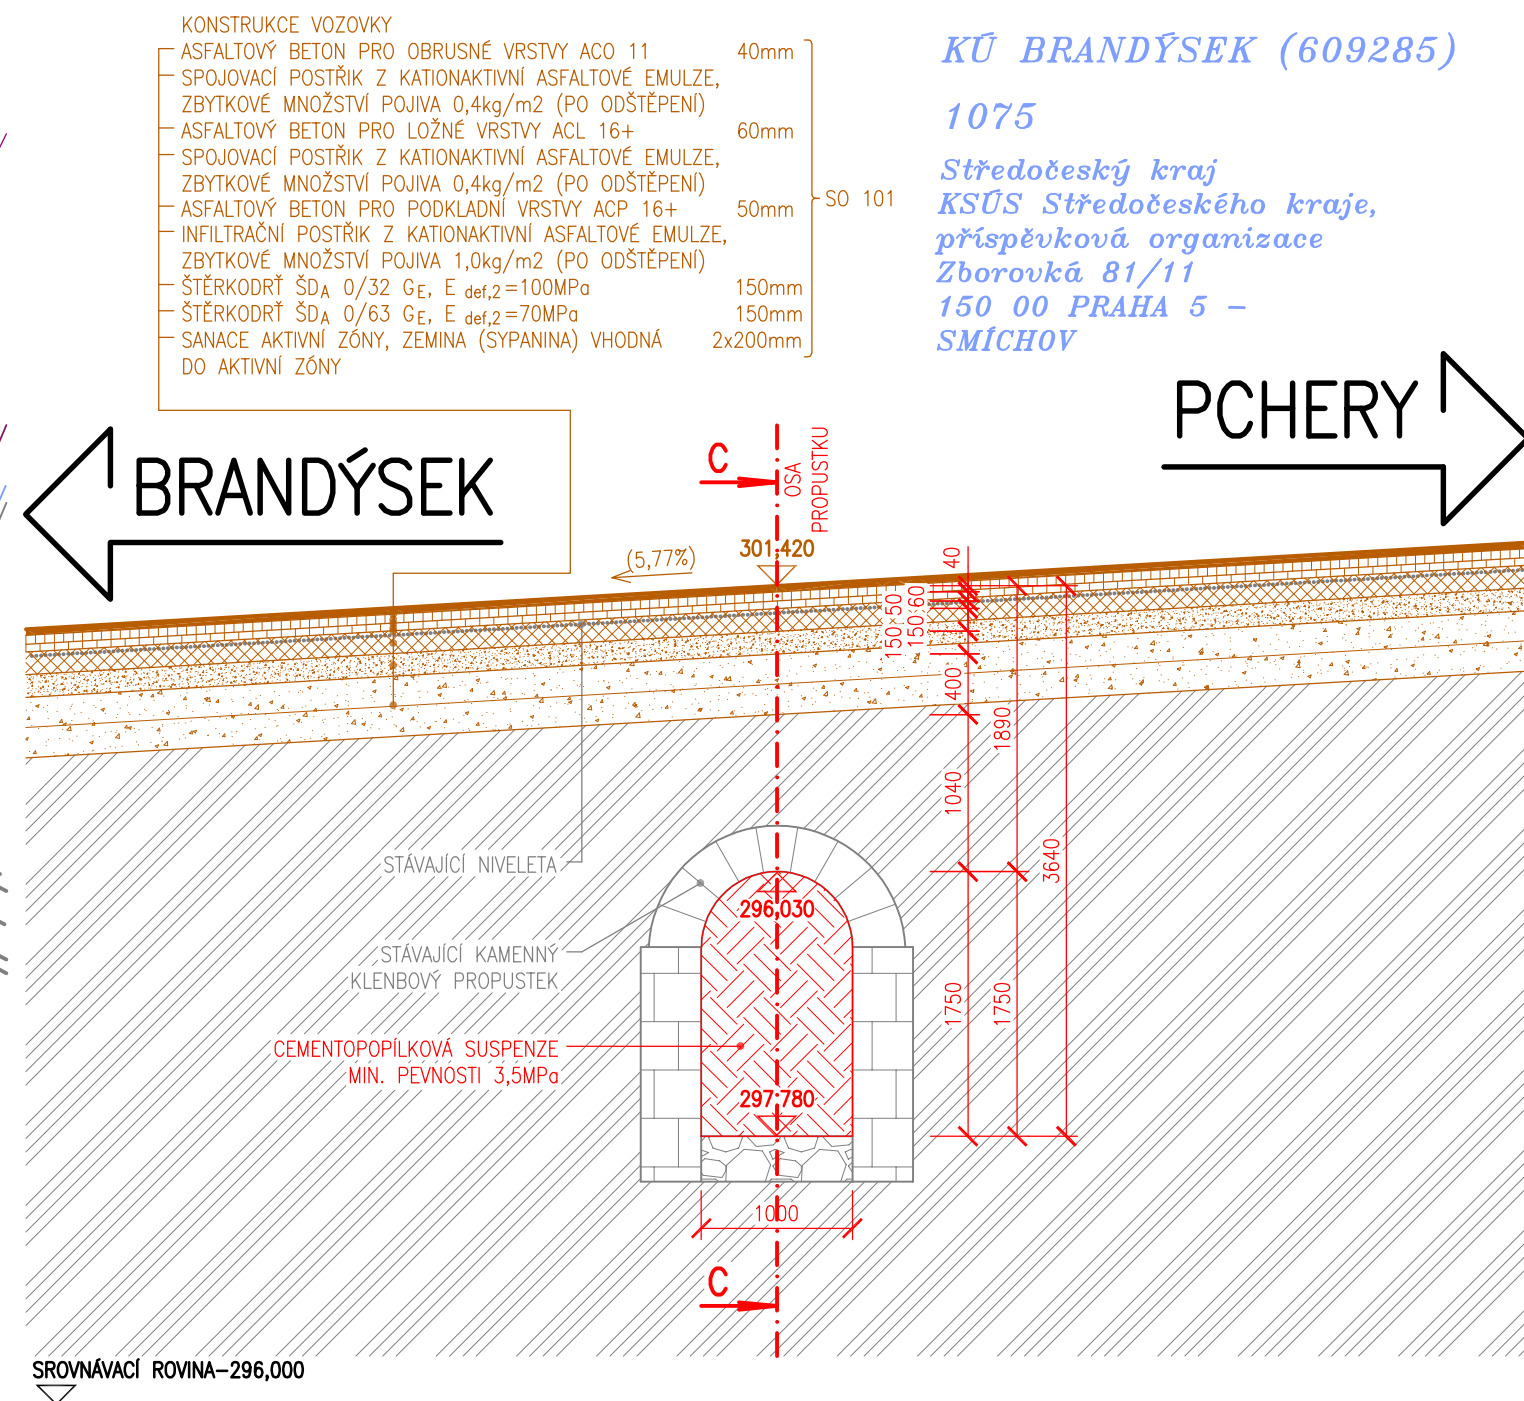 KONSTRUKCE VOZOVKY
ASFALTOVÝ BETON PRO OBRUSNÉ VRSTVY ACO 11 40mm
SPOJOVACÍ POSTŘIK Z KATIONAKTIVNÍ ASFALTOVÉ EMULZE,
ZBYTKOVÉ MNOŽSTVÍ POJIVA 0,4kg/m2 (PO ODŠTĚPENÍ)
ASFALTOVÝ BETON PRO LOŽNÉ VRSTVY ACL 16+ 60mm
SPOJOVACÍ POSTŘIK Z KATIONAKTIVNÍ ASFALTOVÉ EMULZE,
ZBYTKOVÉ MNOŽSTVÍ POJIVA 0,4kg/m2 (PO ODŠTĚPENÍ)
ASFALTOVÝ BETON PRO PODKLADNÍ VRSTVY ACP 16+ 50mm
INFILTRAČNÍ POSTŘIK Z KATIONAKTIVNÍ ASFALTOVÉ EMULZE,
ZBYTKOVÉ MNOŽSTVÍ POJIVA 1,0kg/m2 (PO ODŠTĚPENÍ)
ŠTĚRKODRŤ ŠDA 0/32 GE, E def,2=100MPa 150mm
ŠTĚRKODRŤ ŠDA 0/63 GE, E def,2=70MPa 150mm
SANACE AKTIVNÍ ZÓNY, ZEMINA (SYPANINA) VHODNÁ 2x200mm
DO AKTIVNÍ ZÓNY
SO 101
KÚ BRANDÝSEK (609285)
1075
Středočeský kraj
KSÚS Středočeského kraje,
příspěvková organizace
Zborovká 81/11
150 00 PRAHA 5 -
SMÍCHOV
BRANDÝSEK
PCHERY
C
OSA
PROPUSTKU
(5,77%)
301,420
40
150 50
150 60
400
1890
1040
3640
STÁVAJÍCÍ NIVELETA
296,030
STÁVAJÍCÍ KAMENNÝ
KLENBOVÝ PROPUSTEK
1750
1750
CEMENTOPOPÍLKOVÁ SUSPENZE
MIN. PEVNOSTI 3,5MPa
297,780
1000
C
SROVNÁVACÍ ROVINA-296,000